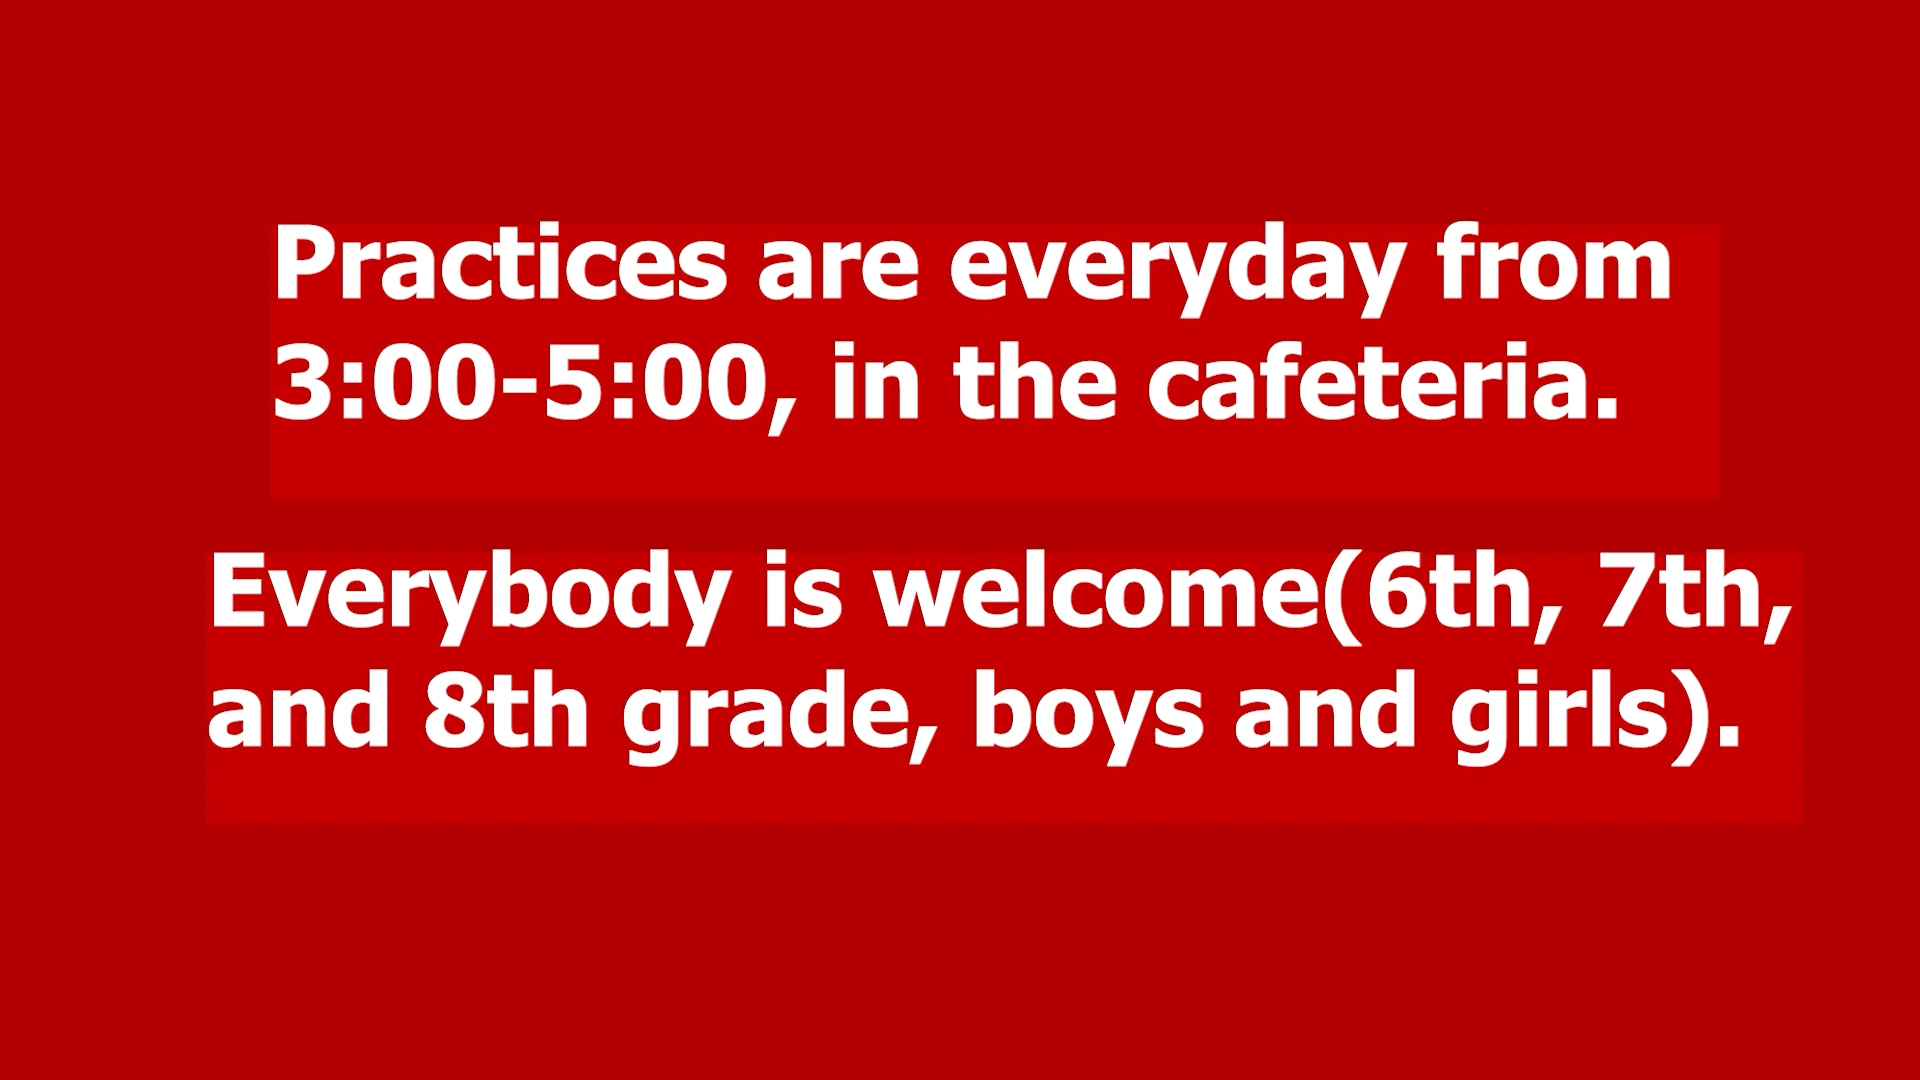 Practices are everyday from
3:00-5:00, in the cafeteria.
Everybody is welcome(6th, 7th,
and 8th grade, boys and girls).